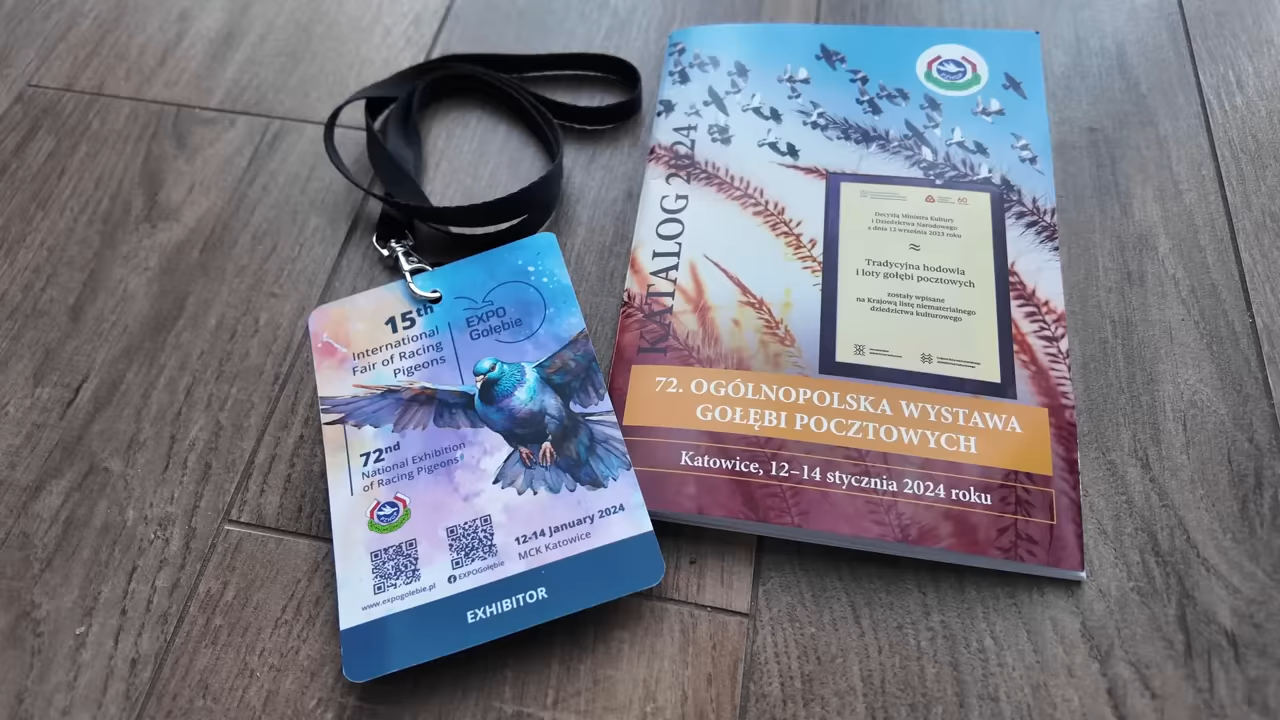 15th
International
Fair of Racing
Pigeons
EXPO
Gołębie
72nd
National Exhibition
of Racing Pigeons
12-14 January 2024
MCK Katowice
www.expogolebie.pl
EXPOGołębie
EXHIBITOR
KATALOG 2024
Decyzją Ministra Kultury
i Dziedzictwa Narodowego
z dnia 12 września 2023 roku
Tradycyjna hodowla
i loty gołębi pocztowych
zostały wpisane
na Krajową listę niematerialnego
dziedzictwa kulturowego
72. OGÓLNOPOLSKA WYSTAWA
GOŁĘBI POCZTOWYCH
Katowice, 12–14 stycznia 2024 roku